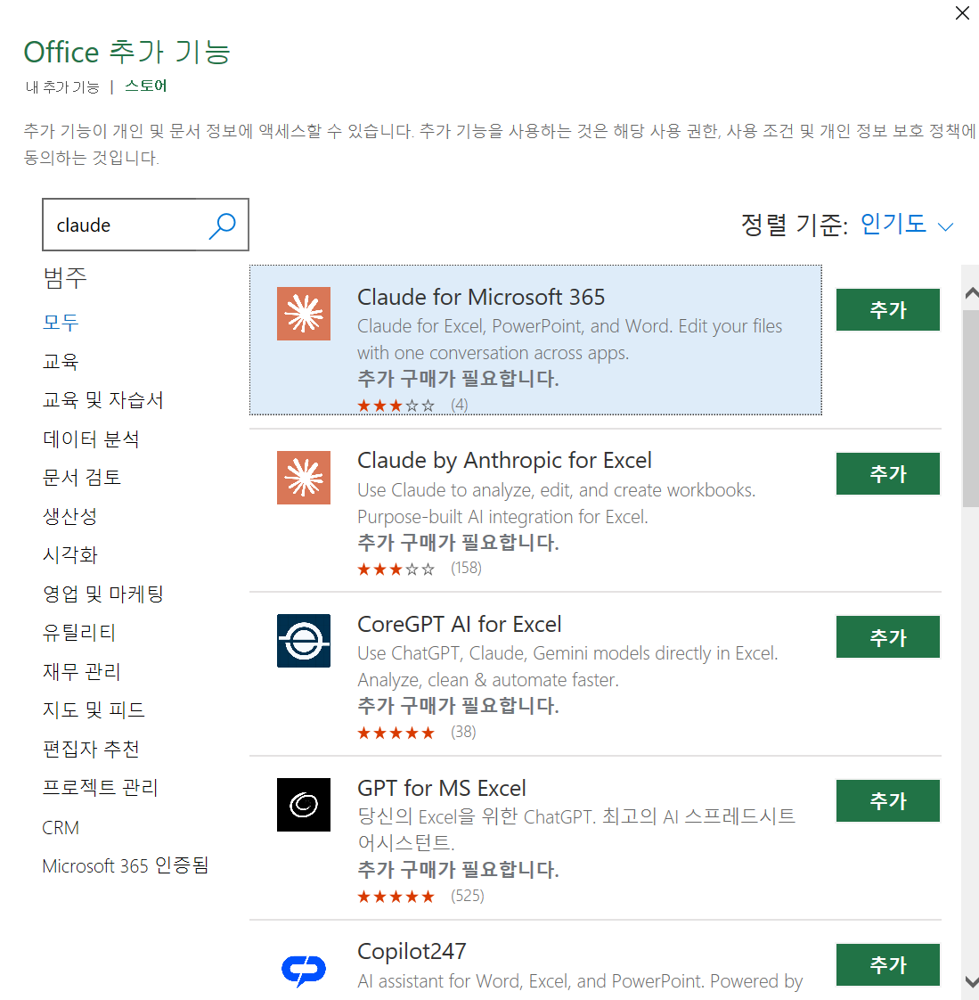 Office 추가 기능
내 추가 기능 | 스토어
추가 기능이 개인 및 문서 정보에 액세스할 수 있습니다. 추가 기능을 사용하는 것은 해당 사용 권한, 사용 조건 및 개인 정보 보호 정책에
동의하는 것입니다.
claude
정렬 기준: 인기도
범주
모두
교육
교육 및 자습서
데이터 분석
문서 검토
생산성
시각화
영업 및 마케팅
유틸리티
재무 관리
지도 및 피드
편집자 추천
프로젝트 관리
CRM
Microsoft 365 인증됨
Claude for Microsoft 365
Claude for Excel, PowerPoint, and Word. Edit your files
with one conversation across apps.
추가 구매가 필요합니다.
★★★☆☆ (4)
추가
Claude by Anthropic for Excel
Use Claude to analyze, edit, and create workbooks.
Purpose-built AI integration for Excel.
추가 구매가 필요합니다.
★★★☆☆ (158)
추가
CoreGPT AI for Excel
Use ChatGPT, Claude, Gemini models directly in Excel.
Analyze, clean & automate faster.
추가 구매가 필요합니다.
★★★★★ (38)
추가
GPT for MS Excel
당신의 Excel을 위한 ChatGPT. 최고의 AI 스프레드시트
어시스턴트.
추가 구매가 필요합니다.
★★★★★ (525)
추가
Copilot247
AI assistant for Word, Excel, and PowerPoint. Powered by
추가